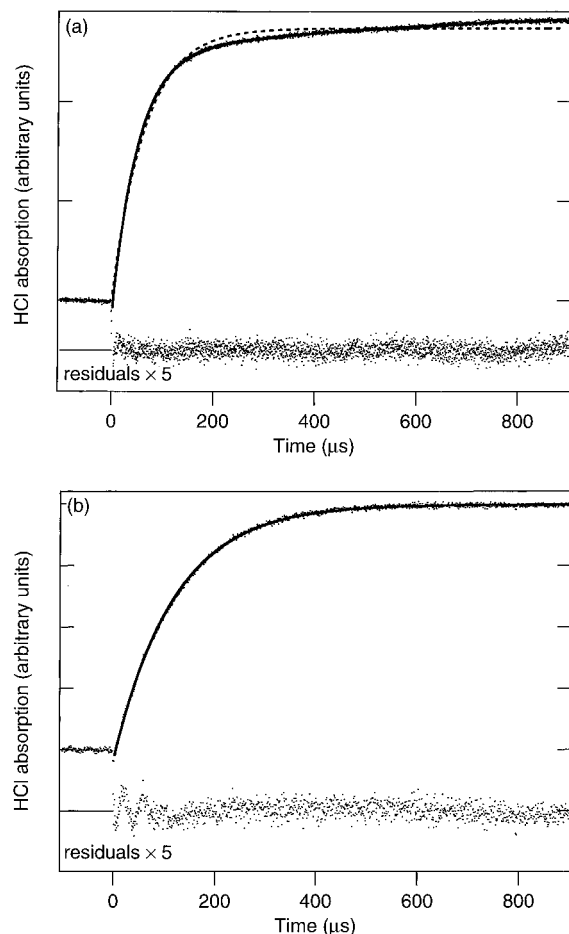 (a)
HCl absorption (arbitrary units)
residuals × 5
0
200
400
600
800
Time (μs)
(b)
HCl absorption (arbitrary units)
residuals × 5
0
200
400
600
800
Time (μs)